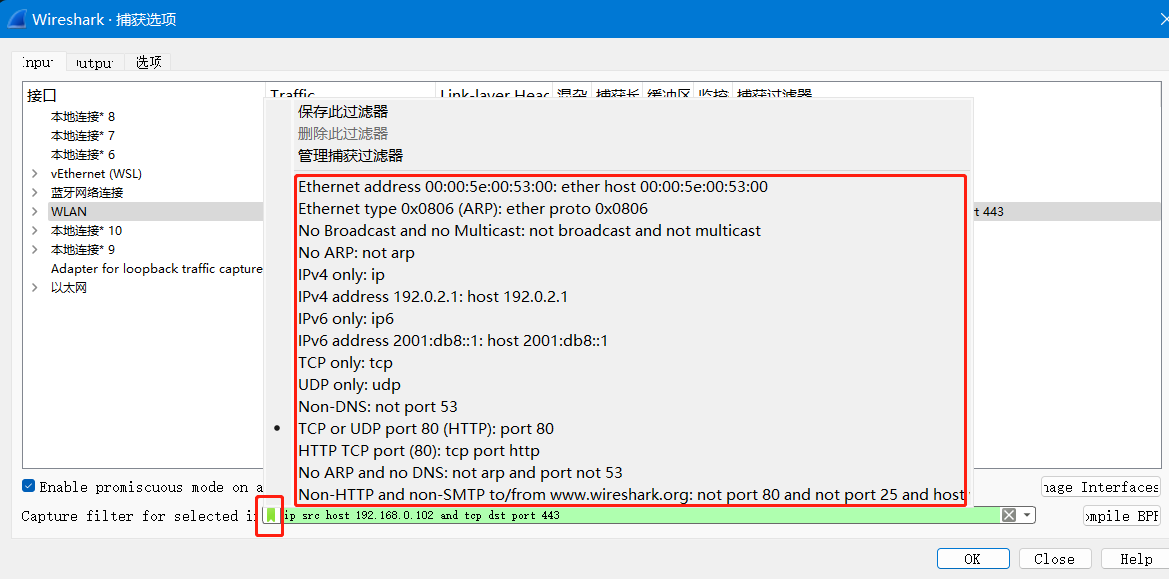 Wireshark · 捕获选项
Input Output 选项
接口 Traffic Link-layer Head 混杂 捕获长 缓冲区 监控 捕获过滤器
本地连接* 8
本地连接* 7
本地连接* 6
vEthernet (WSL)
蓝牙网络连接
WLAN t 443
本地连接* 10
本地连接* 9
Adapter for loopback traffic capture
以太网
保存此过滤器
删除此过滤器
管理捕获过滤器
Ethernet address 00:00:5e:00:53:00: ether host 00:00:5e:00:53:00
Ethernet type 0x0806 (ARP): ether proto 0x0806
No Broadcast and no Multicast: not broadcast and not multicast
No ARP: not arp
IPv4 only: ip
IPv4 address 192.0.2.1: host 192.0.2.1
IPv6 only: ip6
IPv6 address 2001:db8::1: host 2001:db8::1
TCP only: tcp
UDP only: udp
Non-DNS: not port 53
TCP or UDP port 80 (HTTP): port 80
HTTP TCP port (80): tcp port http
No ARP and no DNS: not arp and port not 53
Non-HTTP and non-SMTP to/from www.wireshark.org: not port 80 and not port 25 and host
Enable promiscuous mode on a nage Interfaces
Capture filter for selected i ip src host 192.168.0.102 and tcp dst port 443 ompile BPF
OK Close Help